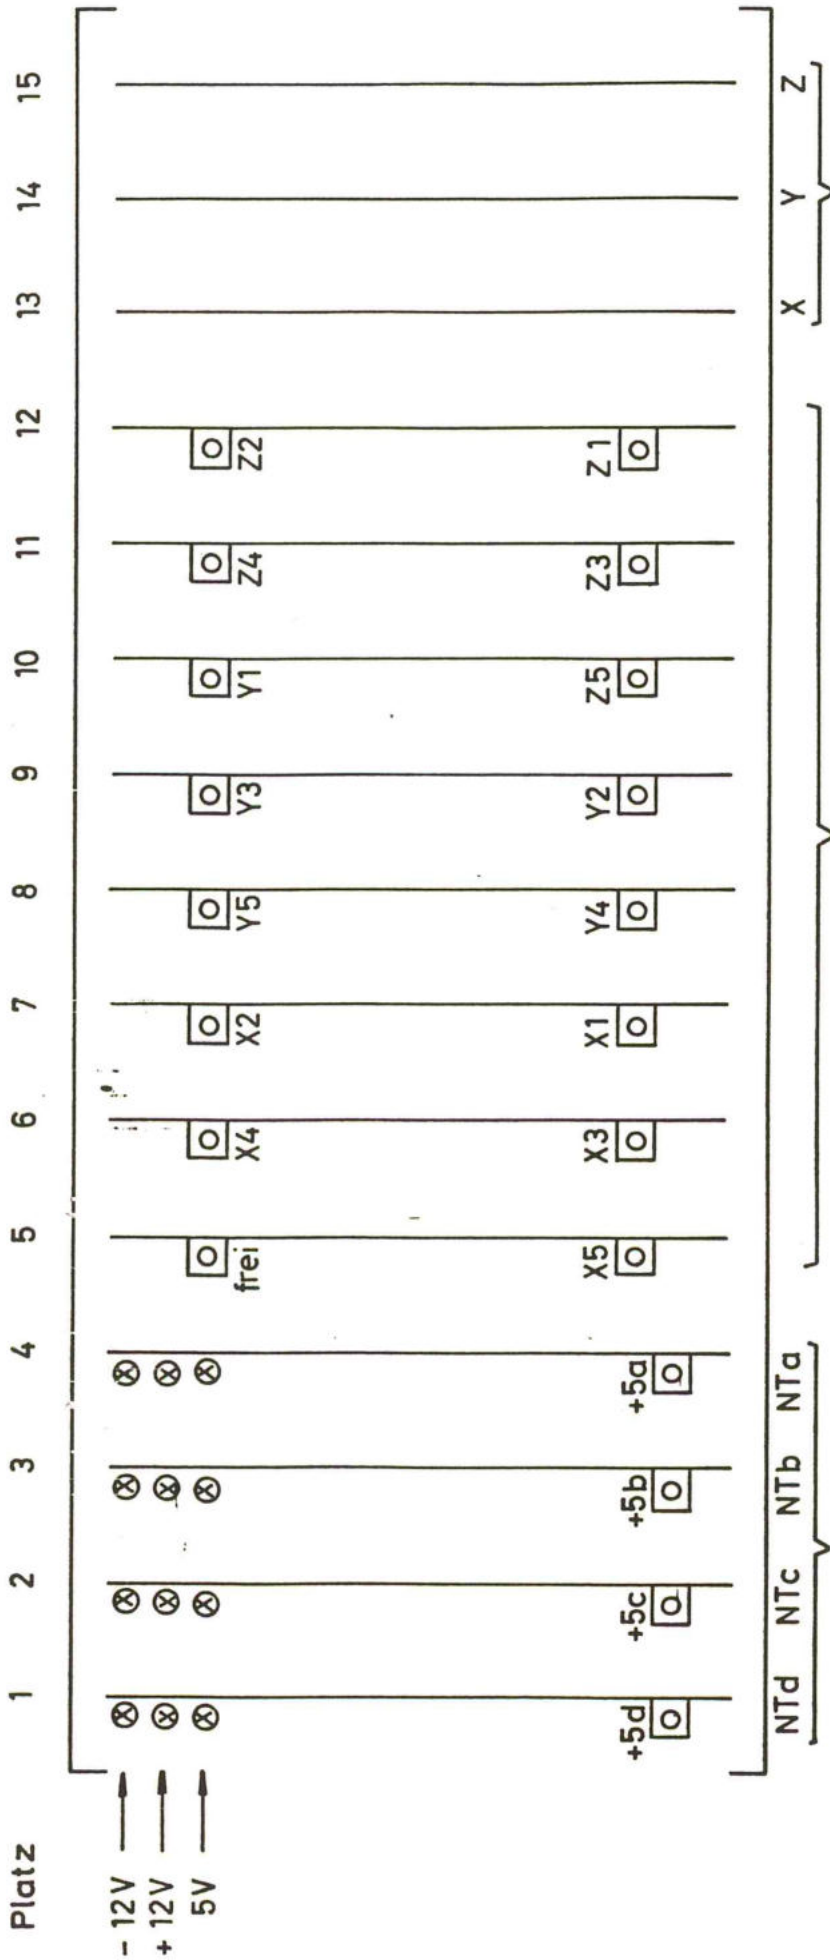 Platz 1 2 3 4 5 6 7 8 9 10 11 12 13 14 15
- 12V
+ 12V
5V
frei X4 X2 Y5 Y3 Y1 Z4 Z2
+5d +5c +5b +5a X5 X3 X1 Y4 Y2 Z5 Z3 Z1
NTd NTc NTb NTa X Y Z